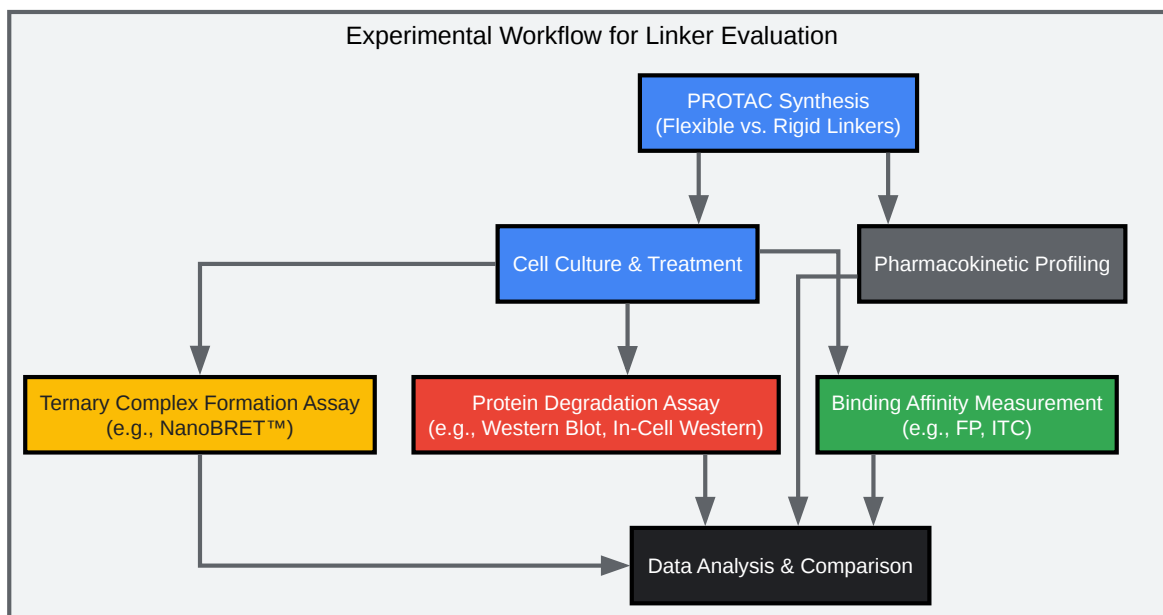 Experimental Workflow for Linker Evaluation
PROTAC Synthesis
(Flexible vs. Rigid Linkers)
Cell Culture & Treatment
Pharmacokinetic Profiling
Ternary Complex Formation Assay
(e.g., NanoBRET™)
Protein Degradation Assay
(e.g., Western Blot, In-Cell Western)
Binding Affinity Measurement
(e.g., FP, ITC)
Data Analysis & Comparison